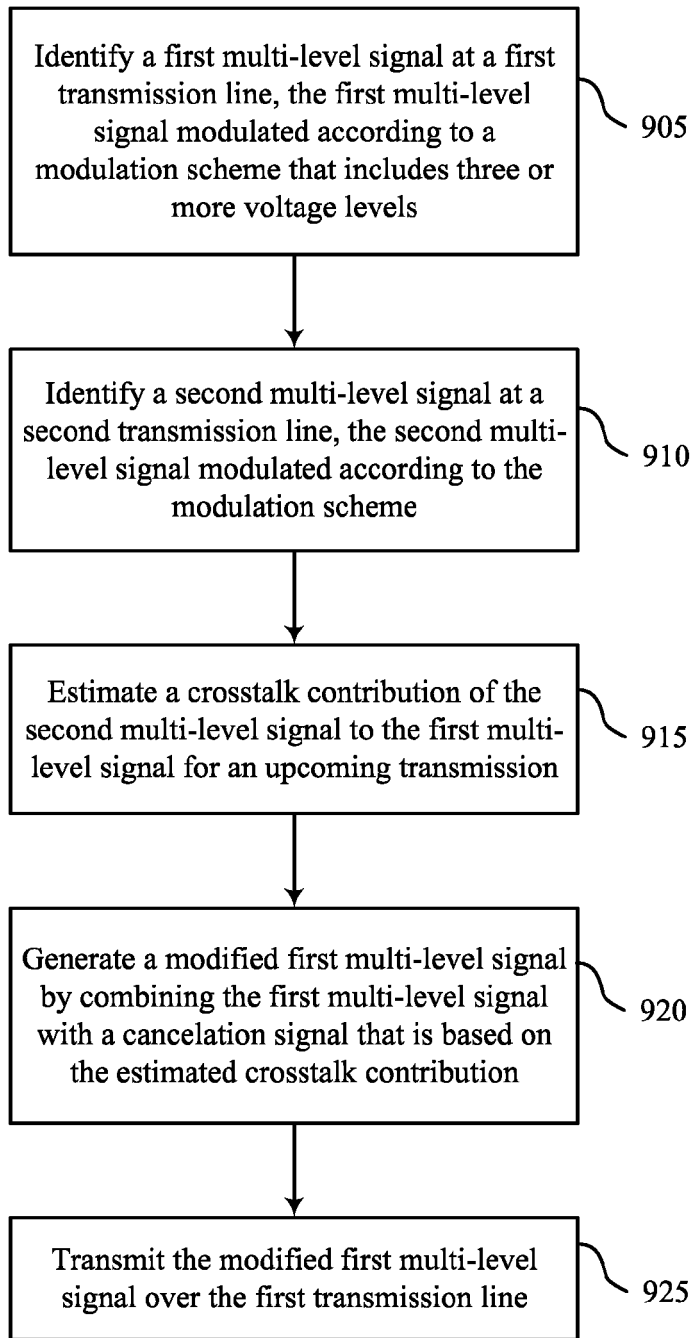 Identify a first multi-level signal at a first
transmission line, the first multi-level
signal modulated according to a
modulation scheme that includes three or
more voltage levels
905
Identify a second multi-level signal at a
second transmission line, the second multi-
level signal modulated according to the
modulation scheme
910
Estimate a crosstalk contribution of the
second multi-level signal to the first multi-
level signal for an upcoming transmission
915
Generate a modified first multi-level signal
by combining the first multi-level signal
with a cancelation signal that is based on
the estimated crosstalk contribution
920
Transmit the modified first multi-level
signal over the first transmission line
925